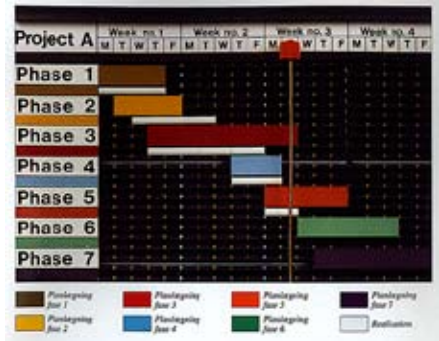 Project A
Week no. 1 Week no. 2 Week no. 3 Week no. 4
M T W T F M T W T F M T W T F M T W T F
Phase 1
Phase 2
Phase 3
Phase 4
Phase 5
Phase 6
Phase 7
Planlægning fase 1
Planlægning fase 2
Planlægning fase 3
Planlægning fase 4
Planlægning fase 5
Planlægning fase 6
Planlægning fase 7
Realisation